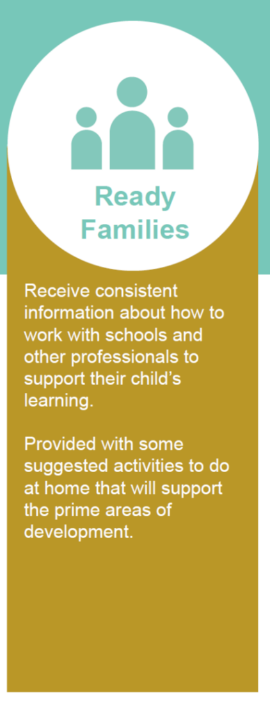 Ready
Families
Receive consistent
information about how to
work with schools and
other professionals to
support their child's
learning.
Provided with some
suggested activities to do
at home that will support
the prime areas of
development.